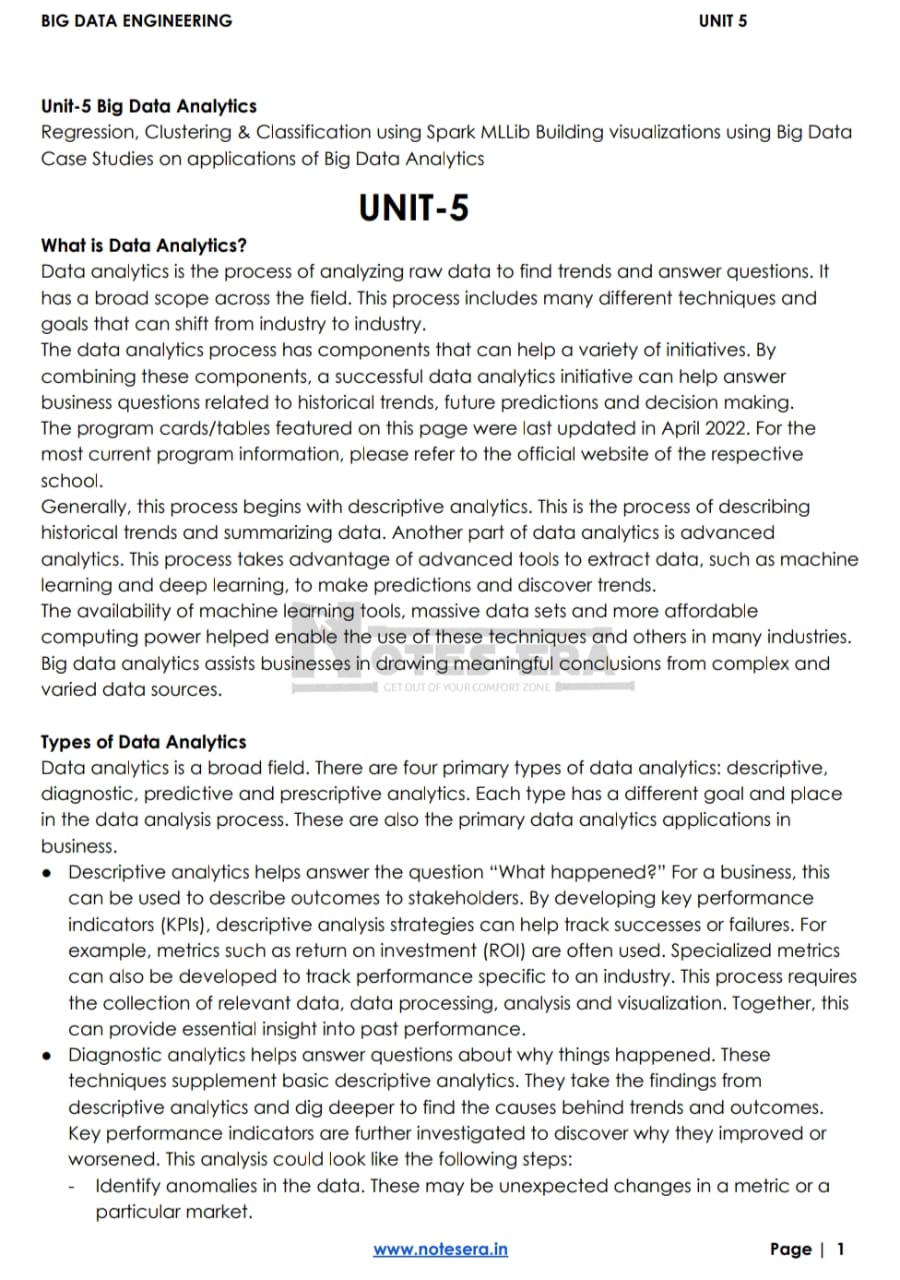 BIG DATA ENGINEERING UNIT 5
Unit-5 Big Data Analytics
Regression, Clustering & Classification using Spark MLLib Building visualizations using Big Data
Case Studies on applications of Big Data Analytics
UNIT-5
What is Data Analytics?
Data analytics is the process of analyzing raw data to find trends and answer questions. It
has a broad scope across the field. This process includes many different techniques and
goals that can shift from industry to industry.
The data analytics process has components that can help a variety of initiatives. By
combining these components, a successful data analytics initiative can help answer
business questions related to historical trends, future predictions and decision making.
The program cards/tables featured on this page were last updated in April 2022. For the
most current program information, please refer to the official website of the respective
school.
Generally, this process begins with descriptive analytics. This is the process of describing
historical trends and summarizing data. Another part of data analytics is advanced
analytics. This process takes advantage of advanced tools to extract data, such as machine
learning and deep learning, to make predictions and discover trends.
The availability of machine learning tools, massive data sets and more affordable
computing power helped enable the use of these techniques and others in many industries.
Big data analytics assists businesses in drawing meaningful conclusions from complex and
varied data sources.
NOTES ERA
GET OUT OF YOUR COMFORT ZONE
Types of Data Analytics
Data analytics is a broad field. There are four primary types of data analytics: descriptive,
diagnostic, predictive and prescriptive analytics. Each type has a different goal and place
in the data analysis process. These are also the primary data analytics applications in
business.
● Descriptive analytics helps answer the question “What happened?” For a business, this
can be used to describe outcomes to stakeholders. By developing key performance
indicators (KPIs), descriptive analysis strategies can help track successes or failures. For
example, metrics such as return on investment (ROI) are often used. Specialized metrics
can also be developed to track performance specific to an industry. This process requires
the collection of relevant data, data processing, analysis and visualization. Together, this
can provide essential insight into past performance.
● Diagnostic analytics helps answer questions about why things happened. These
techniques supplement basic descriptive analytics. They take the findings from
descriptive analytics and dig deeper to find the causes behind trends and outcomes.
Key performance indicators are further investigated to discover why they improved or
worsened. This analysis could look like the following steps:
- Identify anomalies in the data. These may be unexpected changes in a metric or a
particular market.
www.notesera.in Page | 1